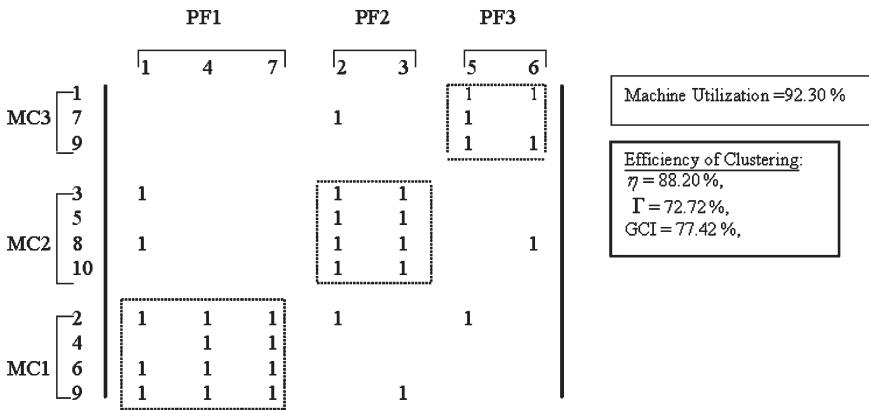 PF1 PF2 PF3
1 4 7 2 3 5 6
1 1 1
MC3 7 1 1
9 1 1
3 1 1 1
5 1 1
MC2 8 1 1 1 1
10 1 1
2 1 1 1 1 1
4 1 1
MC1 6 1 1 1
9 1 1 1 1
Machine Utilization =92.30 %
Efficiency of Clustering:
η = 88.20 %,
Γ = 72.72 %,
GCI = 77.42 %,